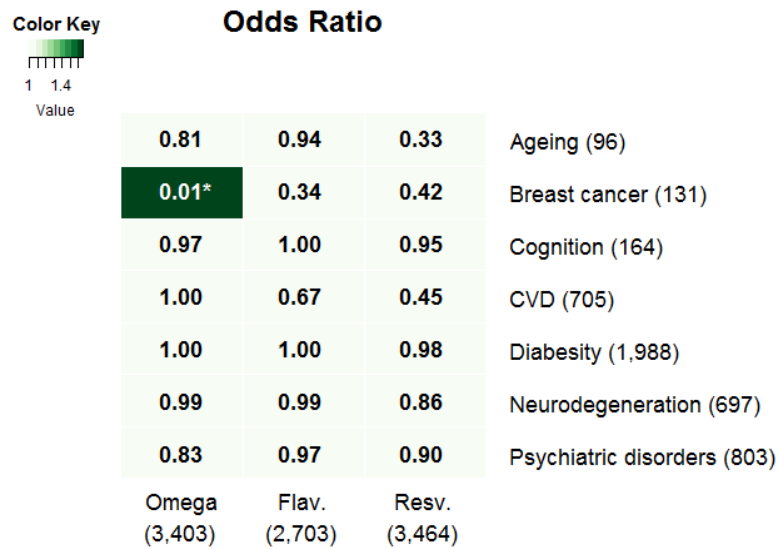 Color Key
Odds Ratio
1 1.4
Value
0.81 0.94 0.33 Ageing (96)
0.01* 0.34 0.42 Breast cancer (131)
0.97 1.00 0.95 Cognition (164)
1.00 0.67 0.45 CVD (705)
1.00 1.00 0.98 Diabesity (1,988)
0.99 0.99 0.86 Neurodegeneration (697)
0.83 0.97 0.90 Psychiatric disorders (803)
Omega Flav. Resv.
(3,403) (2,703) (3,464)